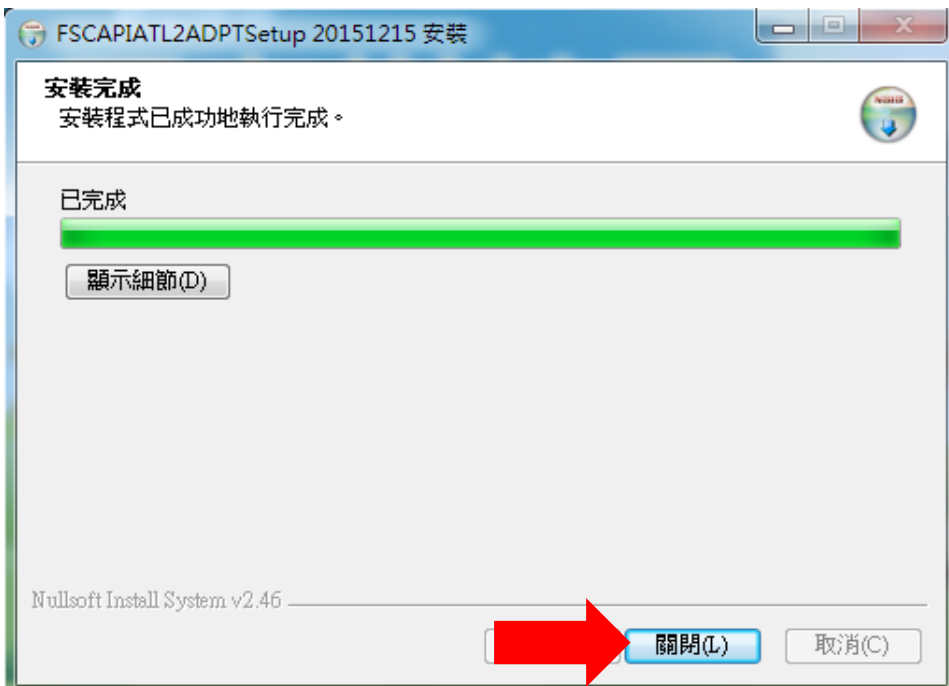 FSCAPIATL2ADPTSetup 20151215 安裝
安裝完成
安裝程式已成功地執行完成。
已完成
顯示細節(D)
Nullsoft Install System v2.46
關閉(L)
取消(C)